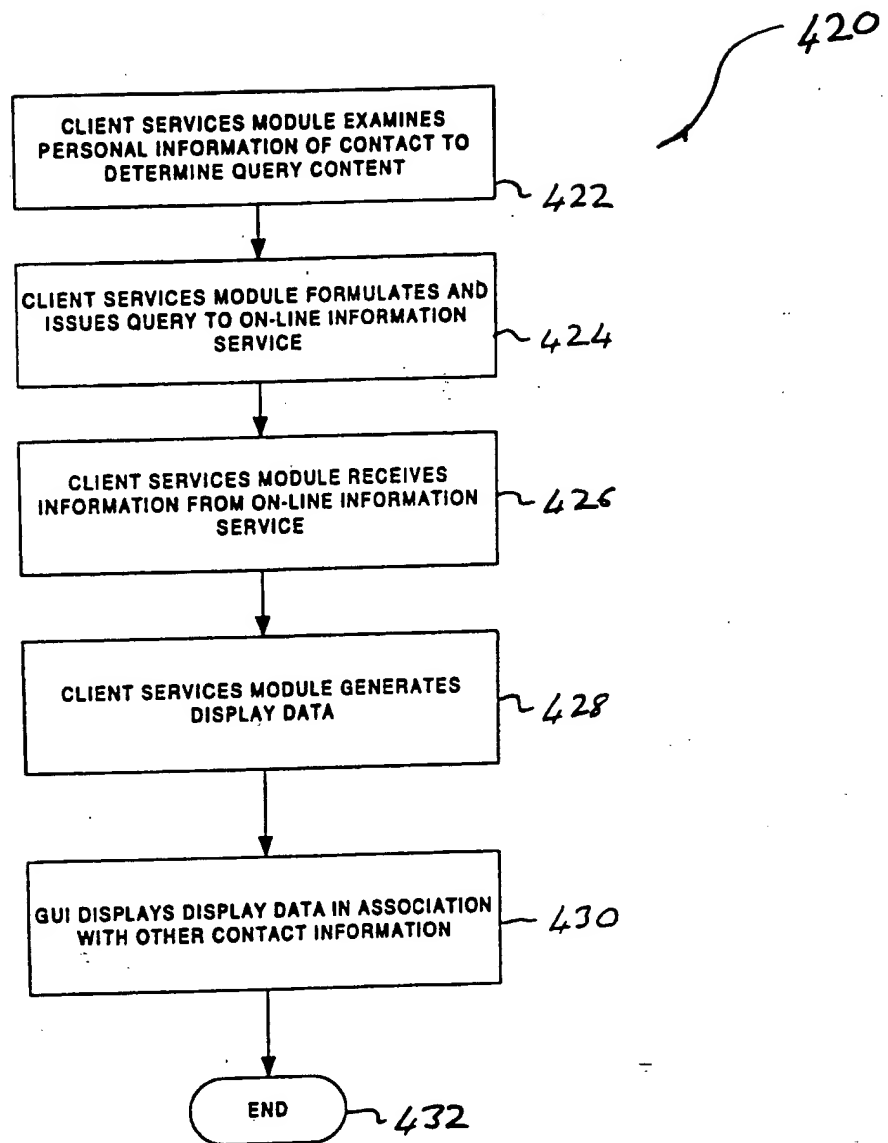 420
CLIENT SERVICES MODULE EXAMINES
PERSONAL INFORMATION OF CONTACT TO
DETERMINE QUERY CONTENT
422
CLIENT SERVICES MODULE FORMULATES AND
ISSUES QUERY TO ON-LINE INFORMATION
SERVICE
424
CLIENT SERVICES MODULE RECEIVES
INFORMATION FROM ON-LINE INFORMATION
SERVICE
426
CLIENT SERVICES MODULE GENERATES
DISPLAY DATA
428
GUI DISPLAYS DISPLAY DATA IN ASSOCIATION
WITH OTHER CONTACT INFORMATION
430
END
432